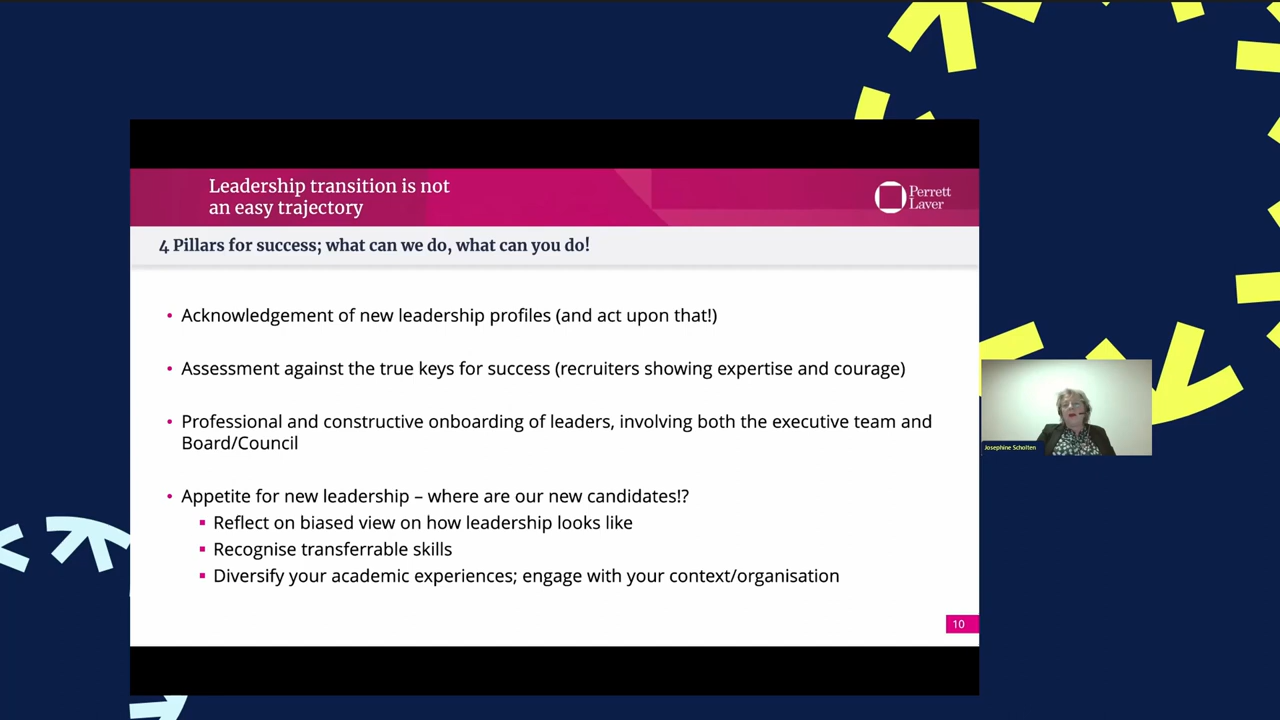 Leadership transition is not
an easy trajectory
Perrett
Laver
4 Pillars for success; what can we do, what can you do!
• Acknowledgement of new leadership profiles (and act upon that!)
• Assessment against the true keys for success (recruiters showing expertise and courage)
• Professional and constructive onboarding of leaders, involving both the executive team and
Board/Council
• Appetite for new leadership – where are our new candidates!?
▪ Reflect on biased view on how leadership looks like
▪ Recognise transferrable skills
▪ Diversify your academic experiences; engage with your context/organisation
10
Josephine Scholten